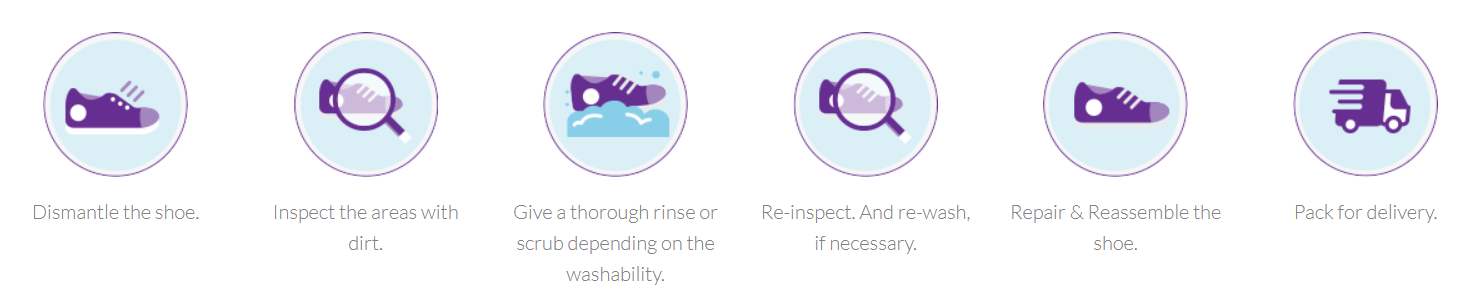 Dismantle the shoe.
Inspect the areas with
dirt.
Give a thorough rinse or
scrub depending on the
washability.
Re-inspect. And re-wash,
if necessary.
Repair & Reassemble the
shoe.
Pack for delivery.